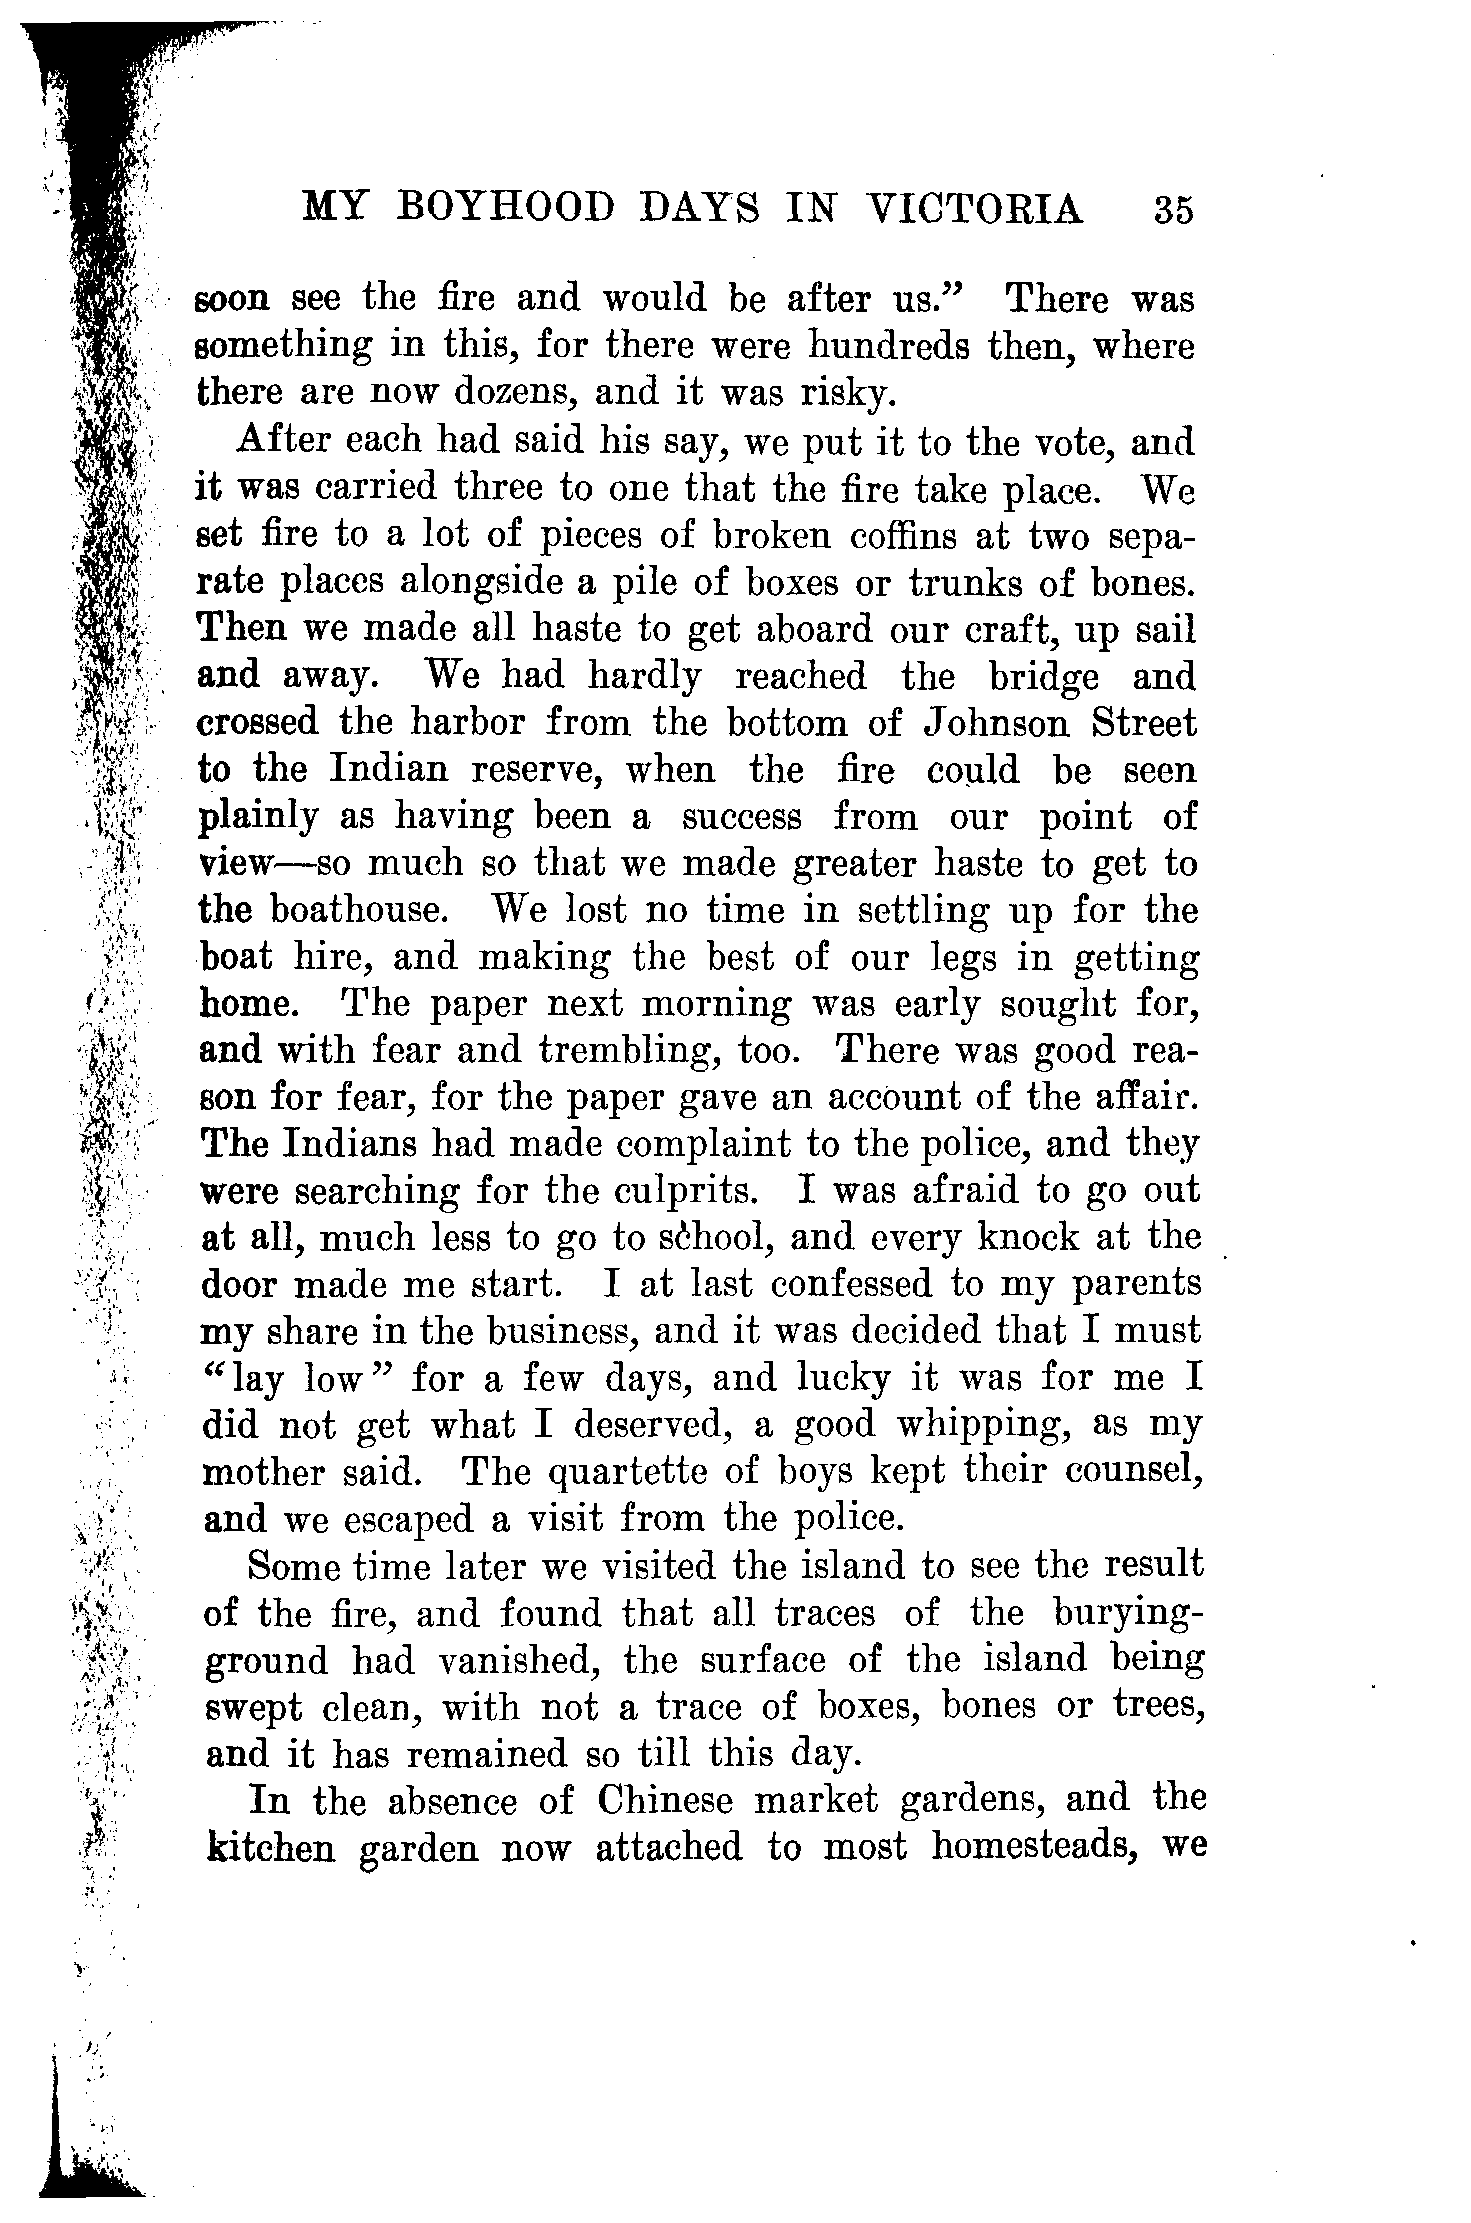 MY BOYHOOD DAYS IN VICTORIA 35
soon see the fire and would be after us.” There was
something in this, for there were hundreds then, where
there are now dozens, and it was risky.
After each had said his say, we put it to the vote, and
it was carried three to one that the fire take place. We
set fire to a lot of pieces of broken coffins at two sepa-
rate places alongside a pile of boxes or trunks of bones.
Then we made all haste to get aboard our craft, up sail
and away. We had hardly reached the bridge and
crossed the harbor from the bottom of Johnson Street
to the Indian reserve, when the fire could be seen
plainly as having been a success from our point of
view—so much so that we made greater haste to get to
the boathouse. We lost no time in settling up for the
boat hire, and making the best of our legs in getting
home. The paper next morning was early sought for,
and with fear and trembling, too. There was good rea-
son for fear, for the paper gave an account of the affair.
The Indians had made complaint to the police, and they
were searching for the culprits. I was afraid to go out
at all, much less to go to school, and every knock at the
door made me start. I at last confessed to my parents
my share in the business, and it was decided that I must
“lay low” for a few days, and lucky it was for me I
did not get what I deserved, a good whipping, as my
mother said. The quartette of boys kept their counsel,
and we escaped a visit from the police.
Some time later we visited the island to see the result
of the fire, and found that all traces of the burying-
ground had vanished, the surface of the island being
swept clean, with not a trace of boxes, bones or trees,
and it has remained so till this day.
In the absence of Chinese market gardens, and the
kitchen garden now attached to most homesteads, we